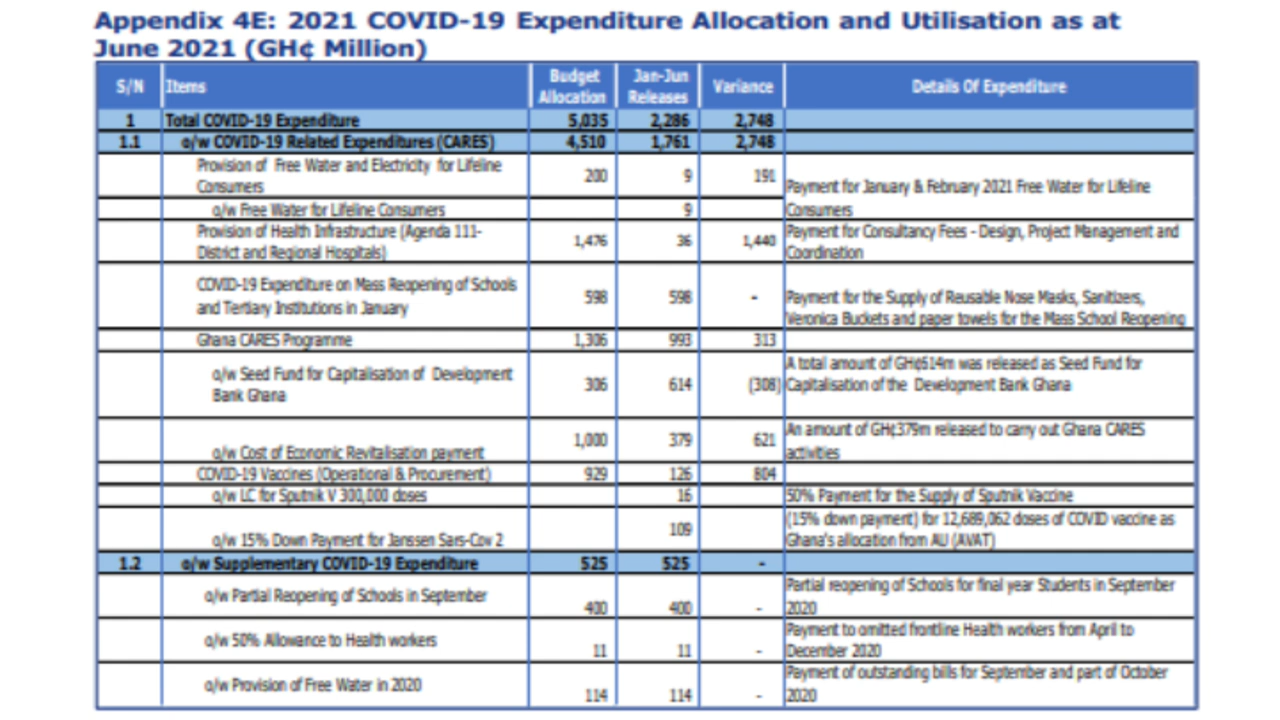 Appendix 4E: 2021 COVID-19 Expenditure Allocation and Utilisation as at
June 2021 (GH¢ Million)
S/N Items Budget Allocation Jan-Jun Releases Variance Details Of Expenditure
1 Total COVID-19 Expenditure 5,035 2,286 2,748
1.1 o/w COVID-19 Related Expenditures (CARES) 4,510 1,761 2,748
Provision of Free Water and Electricity for Lifeline
Consumers 200 9 191
o/w Free Water for Lifeline Consumers 9
Payment for January & February 2021 Free Water for Lifeline
Consumers
Provision of Health Infrastructure (Agenda 111-
District and Regional Hospitals) 1,476 36 1,440
Payment for Consultancy Fees - Design, Project Management and
Coordination
COVID-19 Expenditure on Mass Reopening of Schools
and Tertiary Institutions in January 598 598 -
Payment for the Supply of Reusable Nose Masks, Sanitizers,
Veronica Buckets and paper towels for the Mass School Reopening
Ghana CARES Programme 1,306 993 313
o/w Seed Fund for Capitalisation of Development
Bank Ghana 306 614 (308)
A total amount of GH¢614m was released as Seed Fund for
Capitalisation of the Development Bank Ghana
o/w Cost of Economic Revitalisation payment 1,000 379 621
An amount of GH¢379m released to carry out Ghana CARES
activities
COVID-19 Vaccines (Operational & Procurement) 929 126 804
o/w LC for Sputnik V 300,000 doses 16 50% Payment for the Supply of Sputnik Vaccine
o/w 15% Down Payment for Janssen Sars-Cov 2 109
(15% down payment) for 12,689,062 doses of COVID vaccine as
Ghana's allocation from AU (AVAT)
1.2 o/w Supplementary COVID-19 Expenditure 525 525 -
o/w Partial Reopening of Schools in September 400 400 -
Partial reopening of Schools for final year Students in September
2020
o/w 50% Allowance to Health workers 11 11 -
Payment to omitted frontline Health workers from April to
December 2020
o/w Provision of Free Water in 2020 114 114 -
Payment of outstanding bills for September and part of October
2020